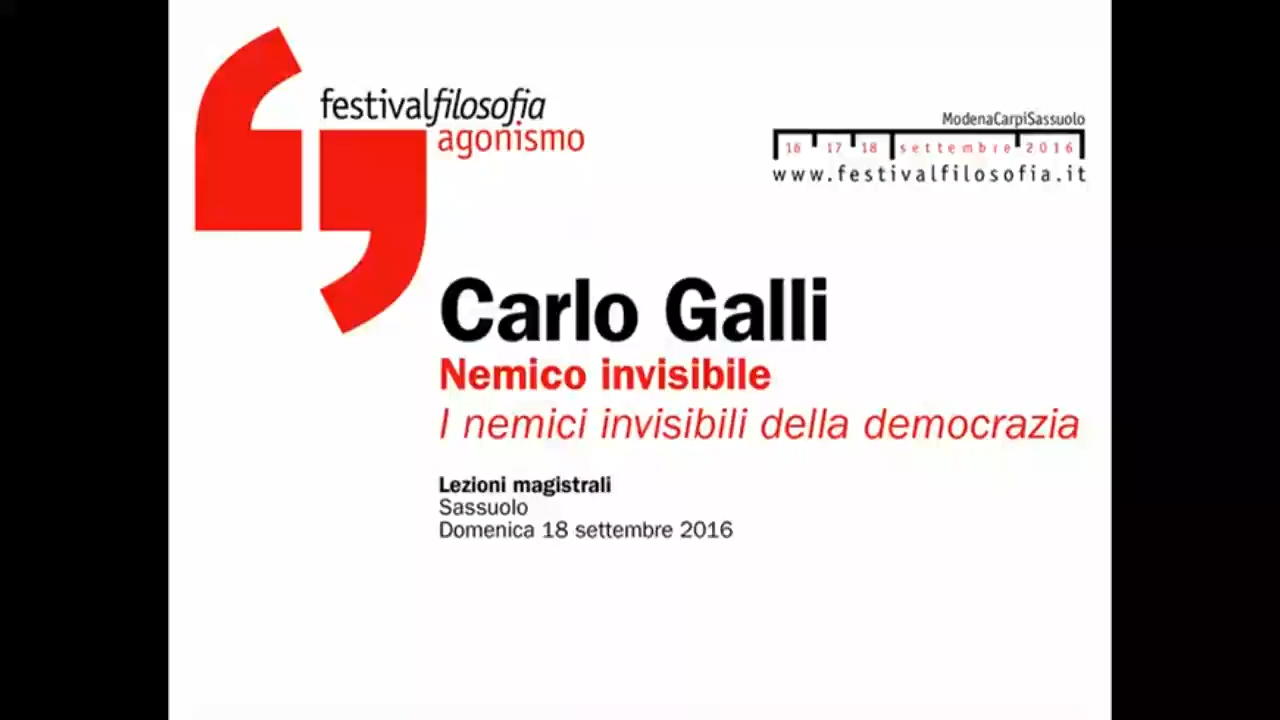 festivalfilosofia
agonismo
ModenaCarpiSassuolo
16 17 18 settembre 2016
www.festivalfilosofia.it
Carlo Galli
Nemico invisibile
I nemici invisibili della democrazia
Lezioni magistrali
Sassuolo
Domenica 18 settembre 2016